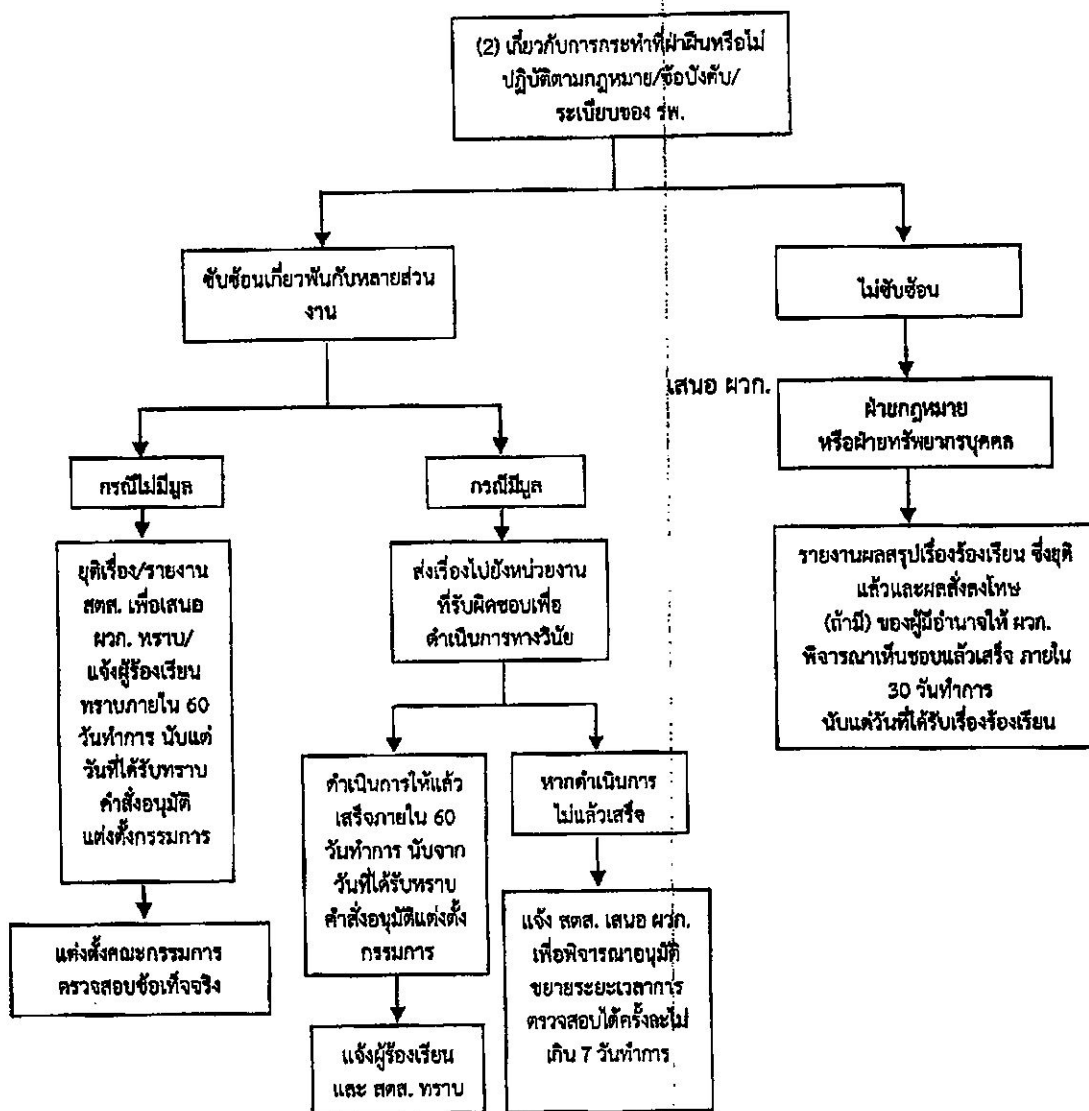 (2) เกี่ยวกับการกระทำที่ฝ่าฝืนหรือไม่
ปฏิบัติตามกฎหมาย/ข้อบังคับ/
ระเบียบของ รพ.
ซับซ้อนเกี่ยวพันกับหลายส่วน
งาน
ไม่ซับซ้อน
เสนอ ผวก.
ฝ่ายกฎหมาย
หรือฝ่ายทรัพยากรบุคคล
กรณีไม่มีมูล
กรณีมีมูล
ยุติเรื่อง/รายงาน
สตส. เพื่อเสนอ
ผวก. ทราบ/
แจ้งผู้ร้องเรียน
ทราบภายใน 60
วันทำการ นับแต่
วันที่ได้รับทราบ
คำสั่งอนุมัติ
แต่งตั้งกรรมการ
ส่งเรื่องไปยังหน่วยงาน
ที่รับผิดชอบเพื่อ
ดำเนินการทางวินัย
รายงานผลสรุปเรื่องร้องเรียน ซึ่งยุติ
แล้วและผลสั่งลงโทษ
(ถ้ามี) ของผู้มีอำนาจให้ ผวก.
พิจารณาเห็นชอบแล้วเสร็จ ภายใน
30 วันทำการ
นับแต่วันที่ได้รับเรื่องร้องเรียน
ดำเนินการให้แล้ว
เสร็จภายใน 60
วันทำการ นับจาก
วันที่ได้รับทราบ
คำสั่งอนุมัติแต่งตั้ง
กรรมการ
หากดำเนินการ
ไม่แล้วเสร็จ
แต่งตั้งคณะกรรมการ
ตรวจสอบข้อเท็จจริง
แจ้ง สตส. เสนอ ผวก.
เพื่อพิจารณาอนุมัติ
ขยายระยะเวลาการ
ตรวจสอบได้ครั้งละไม่
เกิน 7 วันทำการ
แจ้งผู้ร้องเรียน
และ สตส. ทราบ